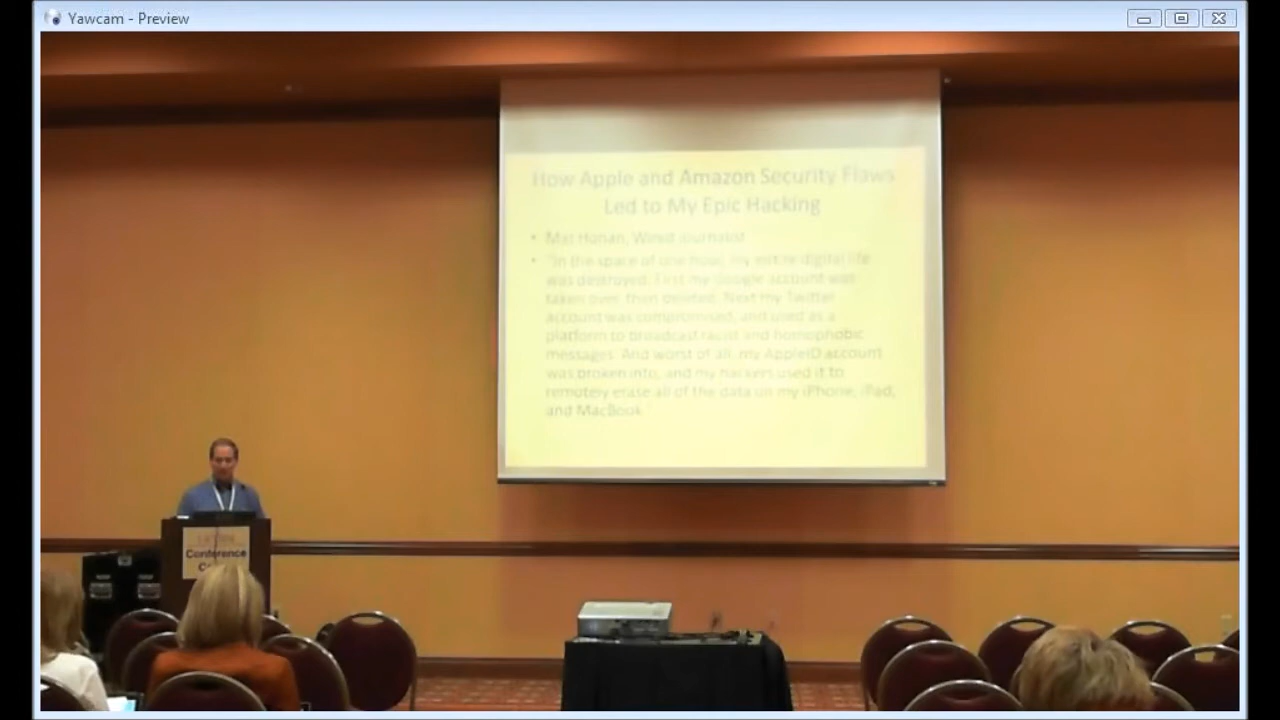 Yawcam - Preview
How Apple and Amazon Security Flaws
Led to My Epic Hacking
• Mat Honan, Wired Journalist
• "In the space of one hour, my entire digital life
was destroyed. First my Google account was
taken over then deleted. Next my Twitter
account was compromised, and used as a
platform to broadcast racist and homophobic
messages. And worst of all, my AppleID account
was broken into, and my hackers used it to
remotely erase all of the data on my iPhone, iPad,
and MacBook."
Conference